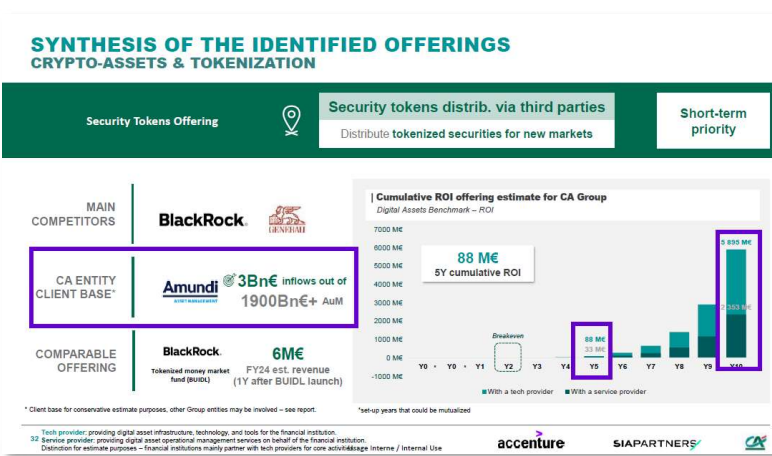 SYNTHESIS OF THE IDENTIFIED OFFERINGS
CRYPTO-ASSETS & TOKENIZATION
Security Tokens Offering
Security tokens distrib. via third parties
Distribute tokenized securities for new markets
Short-term
priority
MAIN
COMPETITORS
BlackRock.
GENERALI
CA ENTITY
CLIENT BASE*
Amundi
ASSET MANAGEMENT
3Bn€ inflows out of
1900Bn€+ AuM
COMPARABLE
OFFERING
BlackRock.
Tokenized money market
fund (BUIDL)
6M€
FY24 est. revenue
(1Y after BUIDL launch)
| Cumulative ROI offering estimate for CA Group
Digital Assets Benchmark – ROI
7000 M€
6000 M€
5000 M€
4000 M€
3000 M€
2000 M€
1000 M€
0 M€
-1000 M€
88 M€
5Y cumulative ROI
Breakeven
88 M€
33 M€
5 895 M€
2 353 M€
Y0 * Y0 * Y1 Y2 Y3 Y4 Y5 Y6 Y7 Y8 Y9 Y10
With a tech provider With a service provider
* Client base for conservative estimate purposes, other Group entities may be involved – see report.
*set-up years that could be mutualized
32
Tech provider: providing digital asset infrastructure, technology, and tools for the financial institution.
Service provider: providing digital asset operational management services on behalf of the financial institution.
Distinction for estimate purposes – financial institutions mainly partner with tech providers for core activities
Usage Interne / Internal Use
accenture
SIAPARTNERS
CA